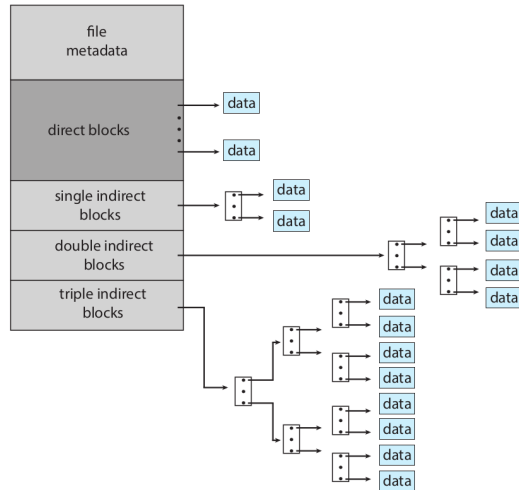 file
metadata
direct blocks
data
data
single indirect
blocks
data
data
double indirect
blocks
data
data
data
data
triple indirect
blocks
data
data
data
data
data
data
data
data